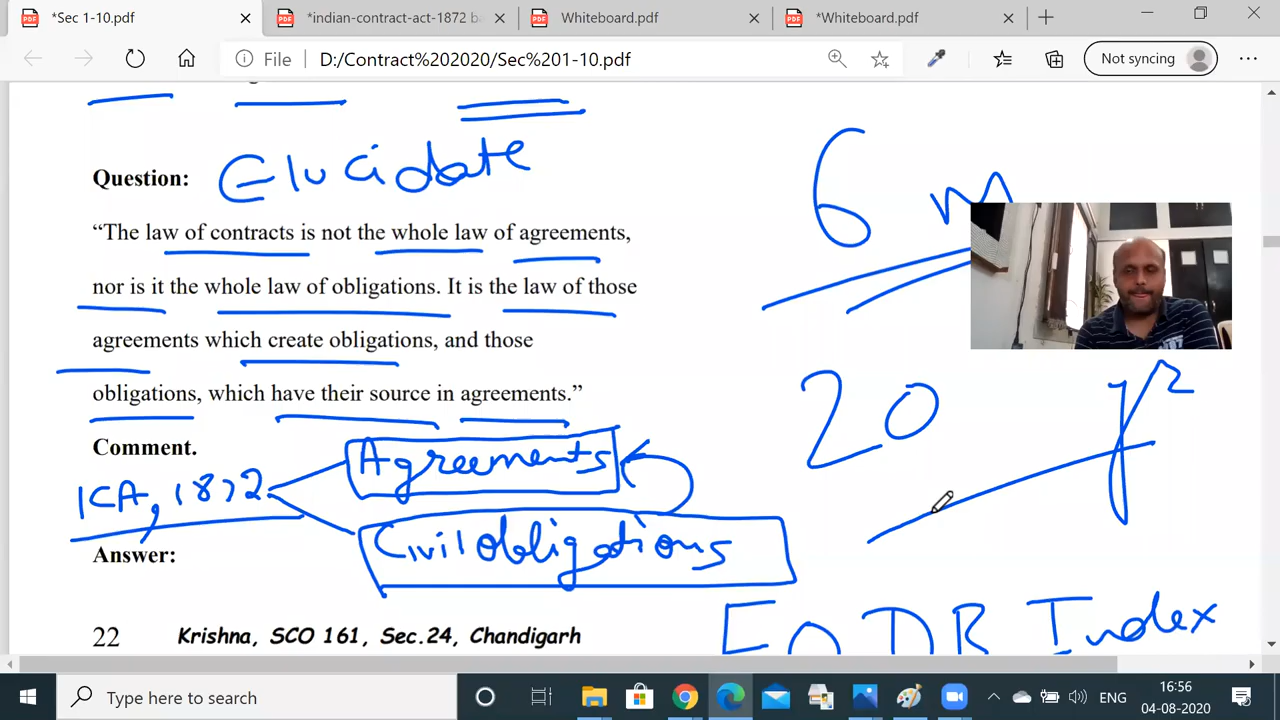 *Sec 1-10.pdf
*indian-contract-act-1872 b
Whiteboard.pdf
*Whiteboard.pdf
File
D:/Contract%202020/Sec%201-10.pdf
Not syncing
Question: Elucidate
6 m
“The law of contracts is not the whole law of agreements,
nor is it the whole law of obligations. It is the law of those
agreements which create obligations, and those
obligations, which have their source in agreements.”
20 yr
Comment.
ICA, 1872
Agreements
Civil obligations
Answer:
EoDB Index
22 Krishna, SCO 161, Sec.24, Chandigarh
Type here to search
ENG
16:56
04-08-2020